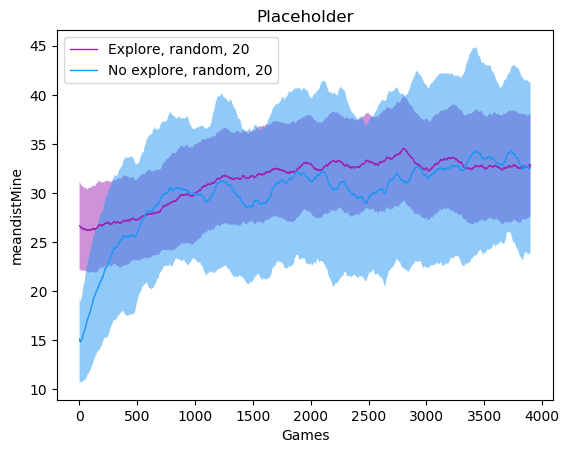 Placeholder
Explore, random, 20
No explore, random, 20
meandistMine
45
40
35
30
25
20
15
10
0 500 1000 1500 2000 2500 3000 3500 4000
Games